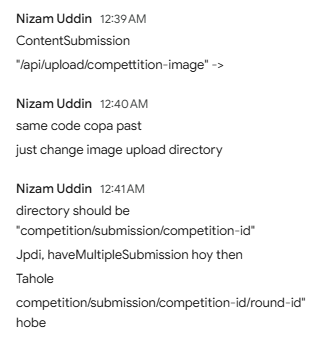 Nizam Uddin 12:39 AM
ContentSubmission
"/api/upload/compettition-image" ->
Nizam Uddin 12:40 AM
same code copa past
just change image upload directory
Nizam Uddin 12:41 AM
directory should be
"competition/submission/competition-id"
Jpdi, haveMultipleSubmission hoy then
Tahole
competition/submission/competition-id/round-id"
hobe